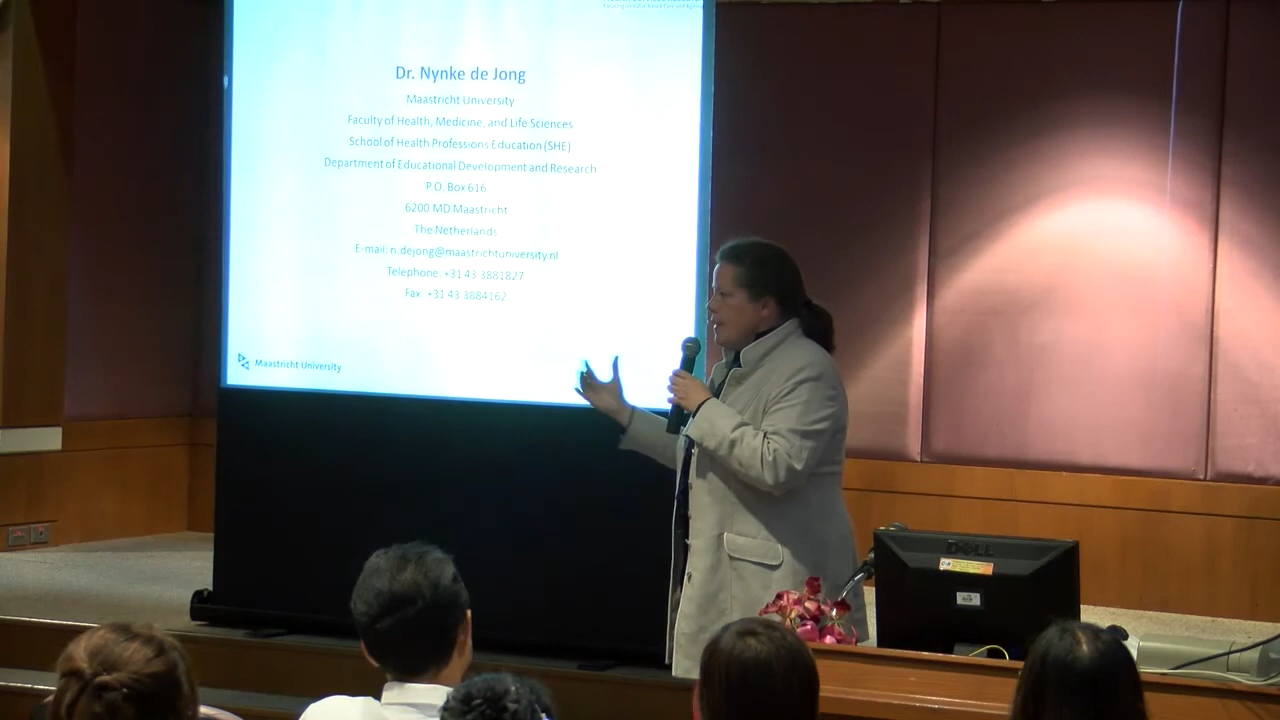 Dr. Nynke de Jong
Maastricht University
Faculty of Health, Medicine, and Life Sciences
School of Health Professions Education (SHE)
Department of Educational Development and Research
P.O. Box 616
6200 MD Maastricht
The Netherlands
E-mail: n.dejong@maastrichtuniversity.nl
Telephone: +31 43 3881827
Fax: +31 43 3884162
Maastricht University
DELL